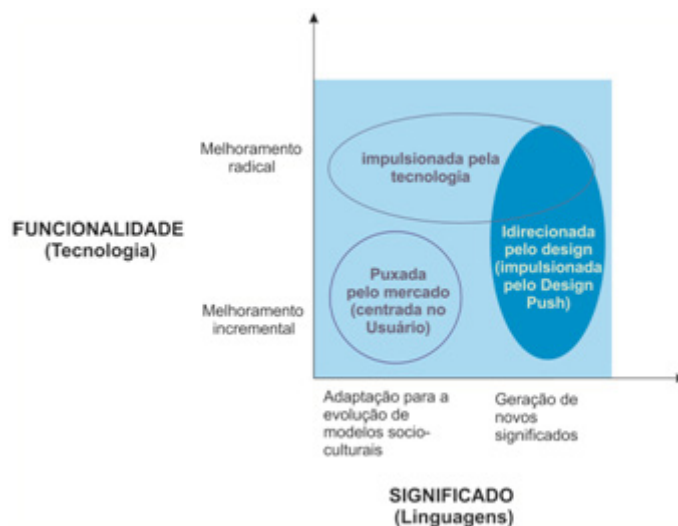 Melhoramento
radical
impulsionada pela
tecnologia
FUNCIONALIDADE
(Tecnologia)
Idirecionada
pelo design
(impulsionada
pelo Design
Push)
Puxada
pelo mercado
(centrada no
Usuário)
Melhoramento
incremental
Adaptação para a
evolução de
modelos socio-
culturais
Geração de
novos
significados
SIGNIFICADO
(Linguagens)